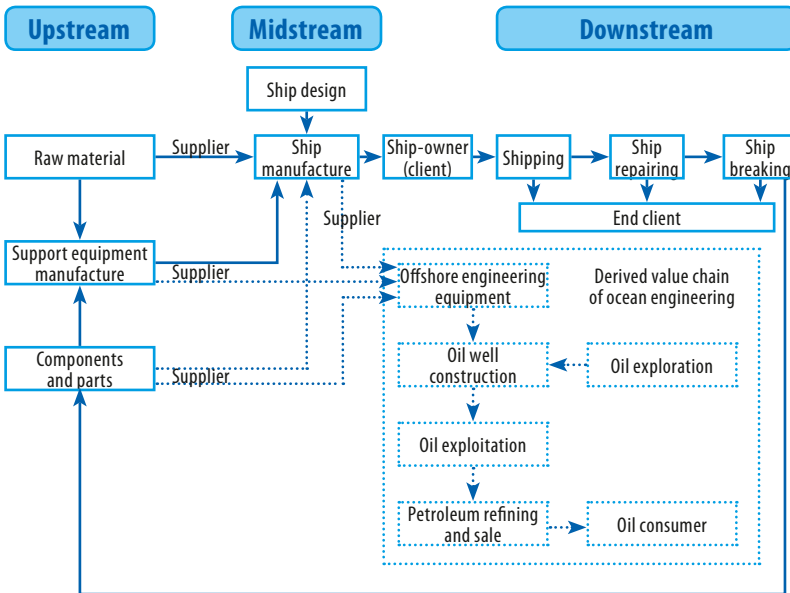 Upstream
Midstream
Downstream
Ship design
Raw material
Supplier
Ship
manufacture
Ship-owner
(client)
Shipping
Ship
repairing
Ship
breaking
End client
Supplier
Support equipment
manufacture
Supplier
Offshore engineering
equipment
Derived value chain
of ocean engineering
Components
and parts
Supplier
Oil well
construction
Oil exploration
Oil exploitation
Petroleum refining
and sale
Oil consumer